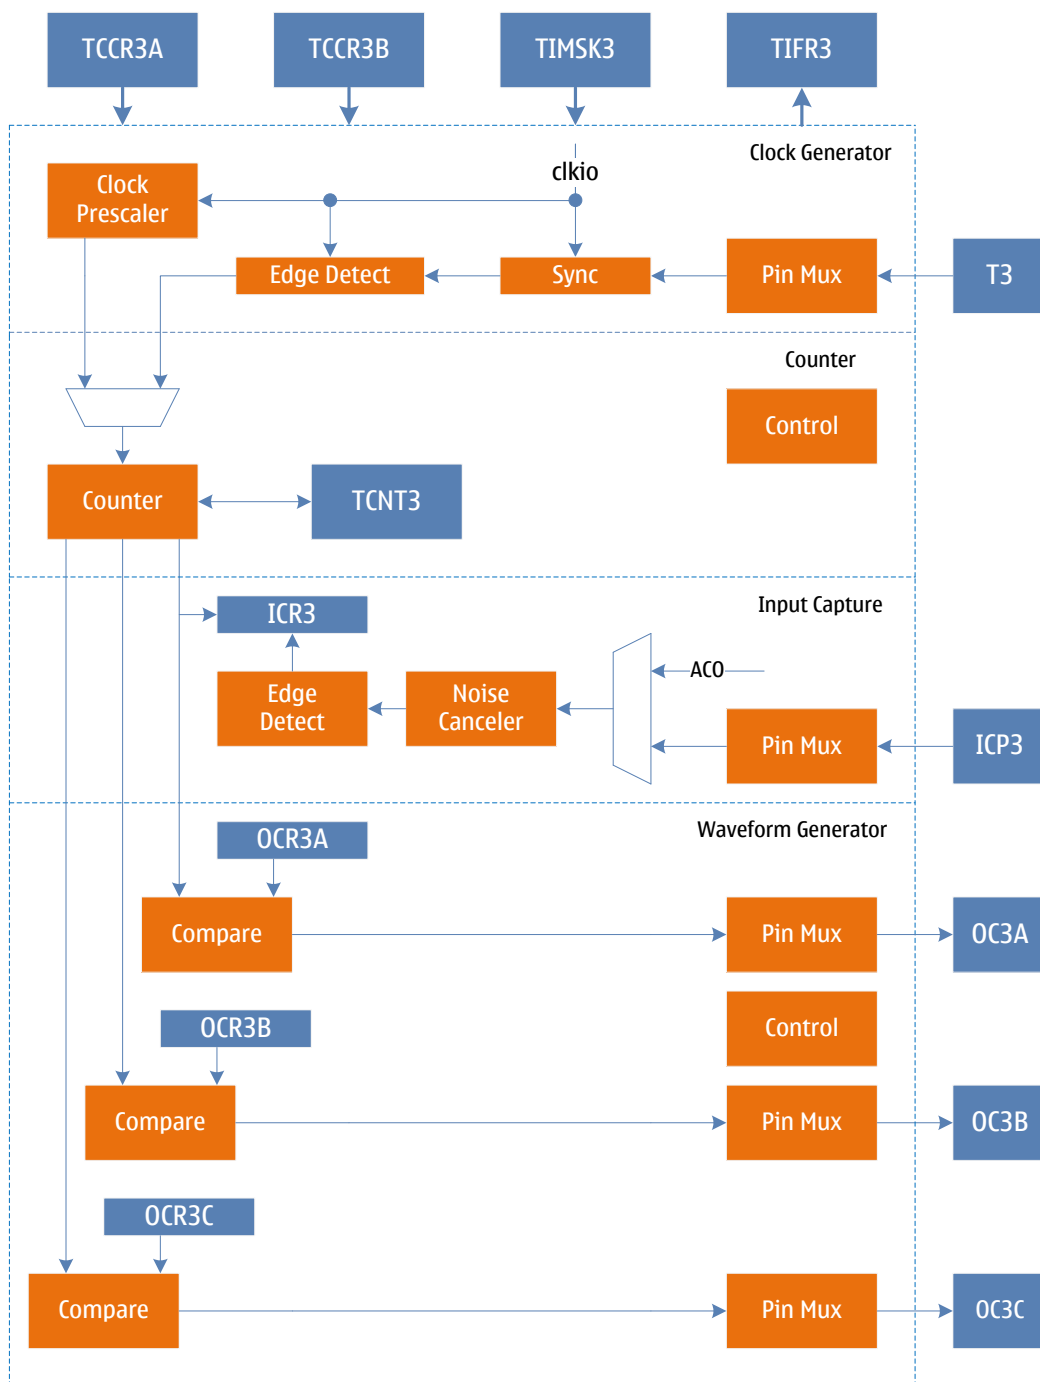 TCCR3A
TCCR3B
TIMSK3
TIFR3
Clock Generator
clkio
Clock
Prescaler
Edge Detect
Sync
Pin Mux
T3
Counter
Control
Counter
TCNT3
Input Capture
ICR3
ACO
Edge
Detect
Noise
Canceler
Pin Mux
ICP3
Waveform Generator
OCR3A
Compare
Pin Mux
OC3A
OCR3B
Control
Compare
Pin Mux
OC3B
OCR3C
Compare
Pin Mux
OC3C